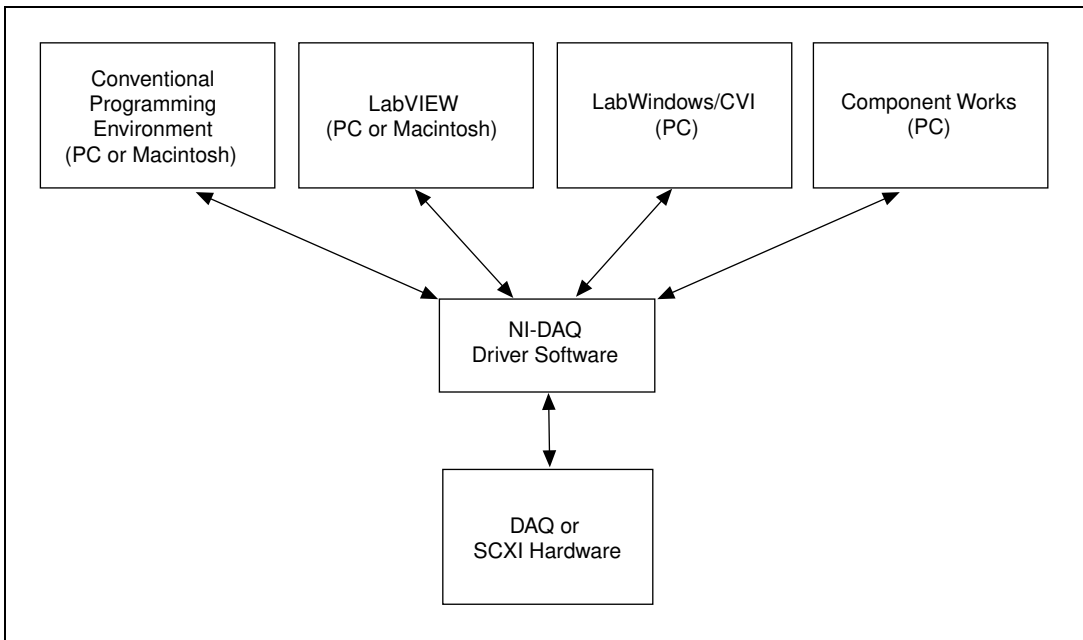 Conventional
Programming
Environment
(PC or Macintosh)
LabVIEW
(PC or Macintosh)
LabWindows/CVI
(PC)
Component Works
(PC)
NI-DAQ
Driver Software
DAQ or
SCXI Hardware